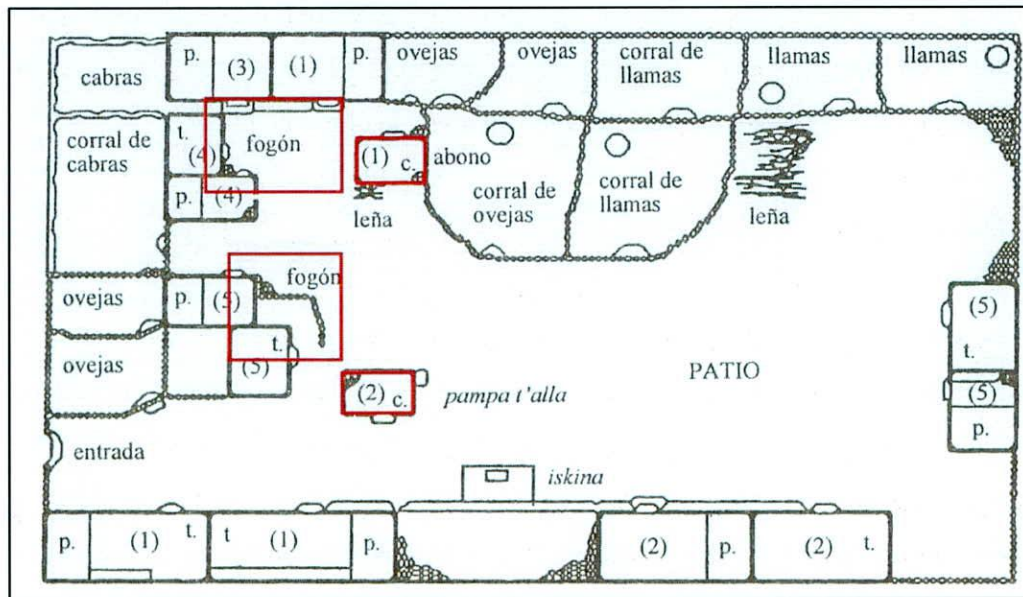 p. (3) (1) p. ovejas ovejas corral de llamas llamas
llamas
cabras
t. (4) fogón
corral de
cabras
(1) c. abono
p. (4)
leña
corral de
ovejas
corral de
llamas
leña
fogón
ovejas p. (5)
(5)
t.
t.
ovejas (5)
PATIO
(5)
p.
(2) c. pampa t'alla
entrada
iskina
p. (1) t. t (1) p. (2) p. (2) t.